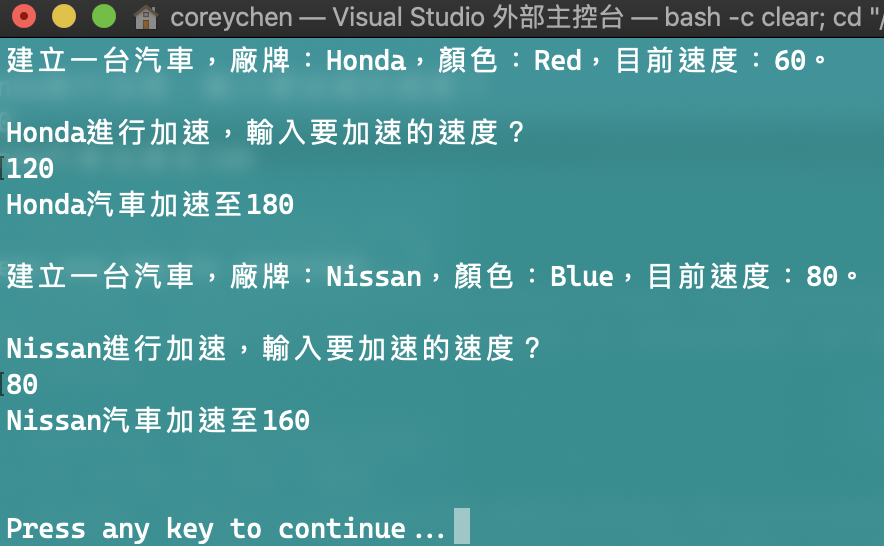 coreychen — Visual Studio 外部主控台 — bash -c clear; cd "/
建立一台汽車，廠牌：Honda，顏色：Red，目前速度：60。
Honda進行加速，輸入要加速的速度？
120
Honda汽車加速至180
建立一台汽車，廠牌：Nissan，顏色：Blue，目前速度：80。
Nissan進行加速，輸入要加速的速度？
80
Nissan汽車加速至160
Press any key to continue...